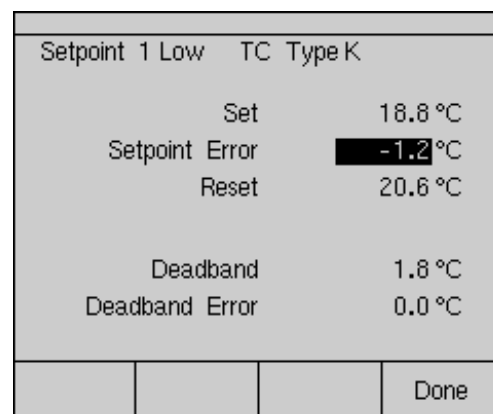 Setpoint 1 Low TC Type K
Set 18.8 °C
Setpoint Error -1.2 °C
Reset 20.6 °C
Deadband 1.8 °C
Deadband Error 0.0 °C
Done